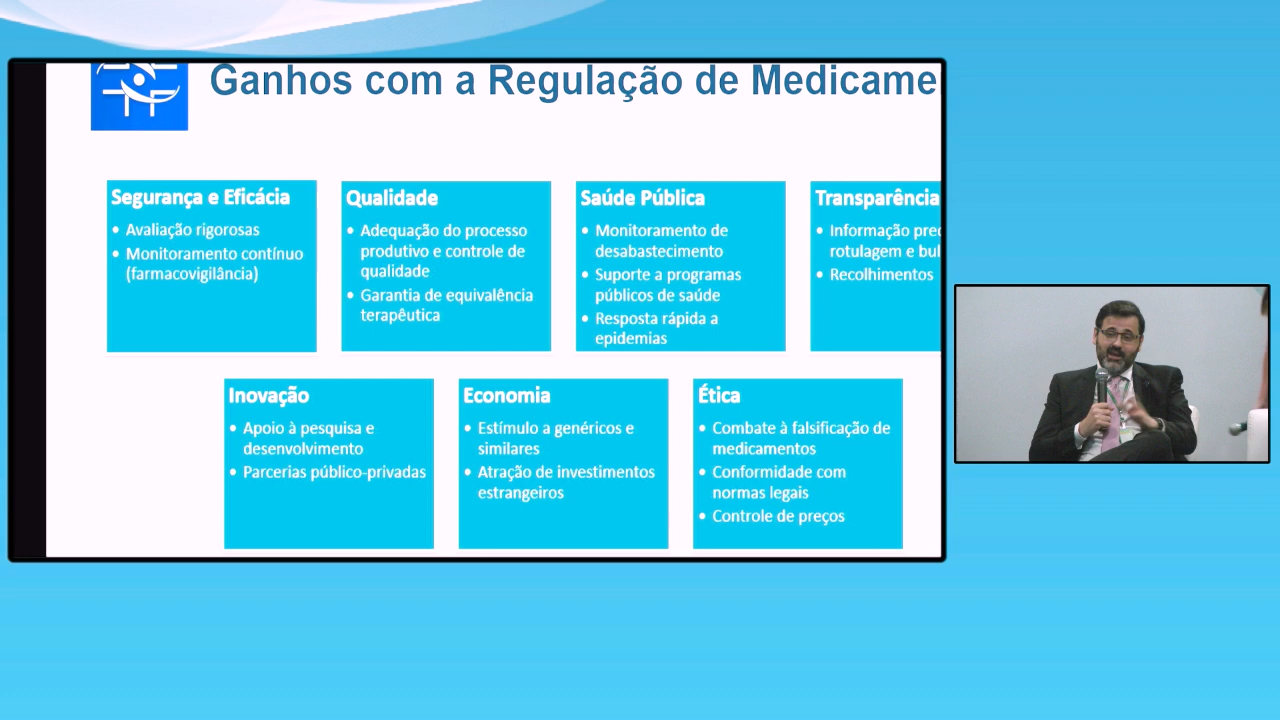 Ganhos com a Regulação de
Segurança e Eficácia
• Avaliação rigorosas
• Monitoramento contínuo
(farmacovigilância)
Qualidade
• Adequação do processo
produtivo e controle de
qualidade
• Garantia de equivalência
terapêutica
Saúde Pública
• Monitoramento de
desabastecimento
• Suporte a programas
públicos de saúde
• Resposta rápida a
epidemias
Transparência
• Informação
rotulagem e
• Recolhimentos
Inovação
• Apoio à pesquisa e
desenvolvimento
• Parcerias público-privadas
Economia
• Estímulo a genéricos e
similares
• Atração de investimentos
estrangeiros
Ética
• Combate à falsificação de
medicamentos
• Conformidade com
normas legais
• Controle de preços